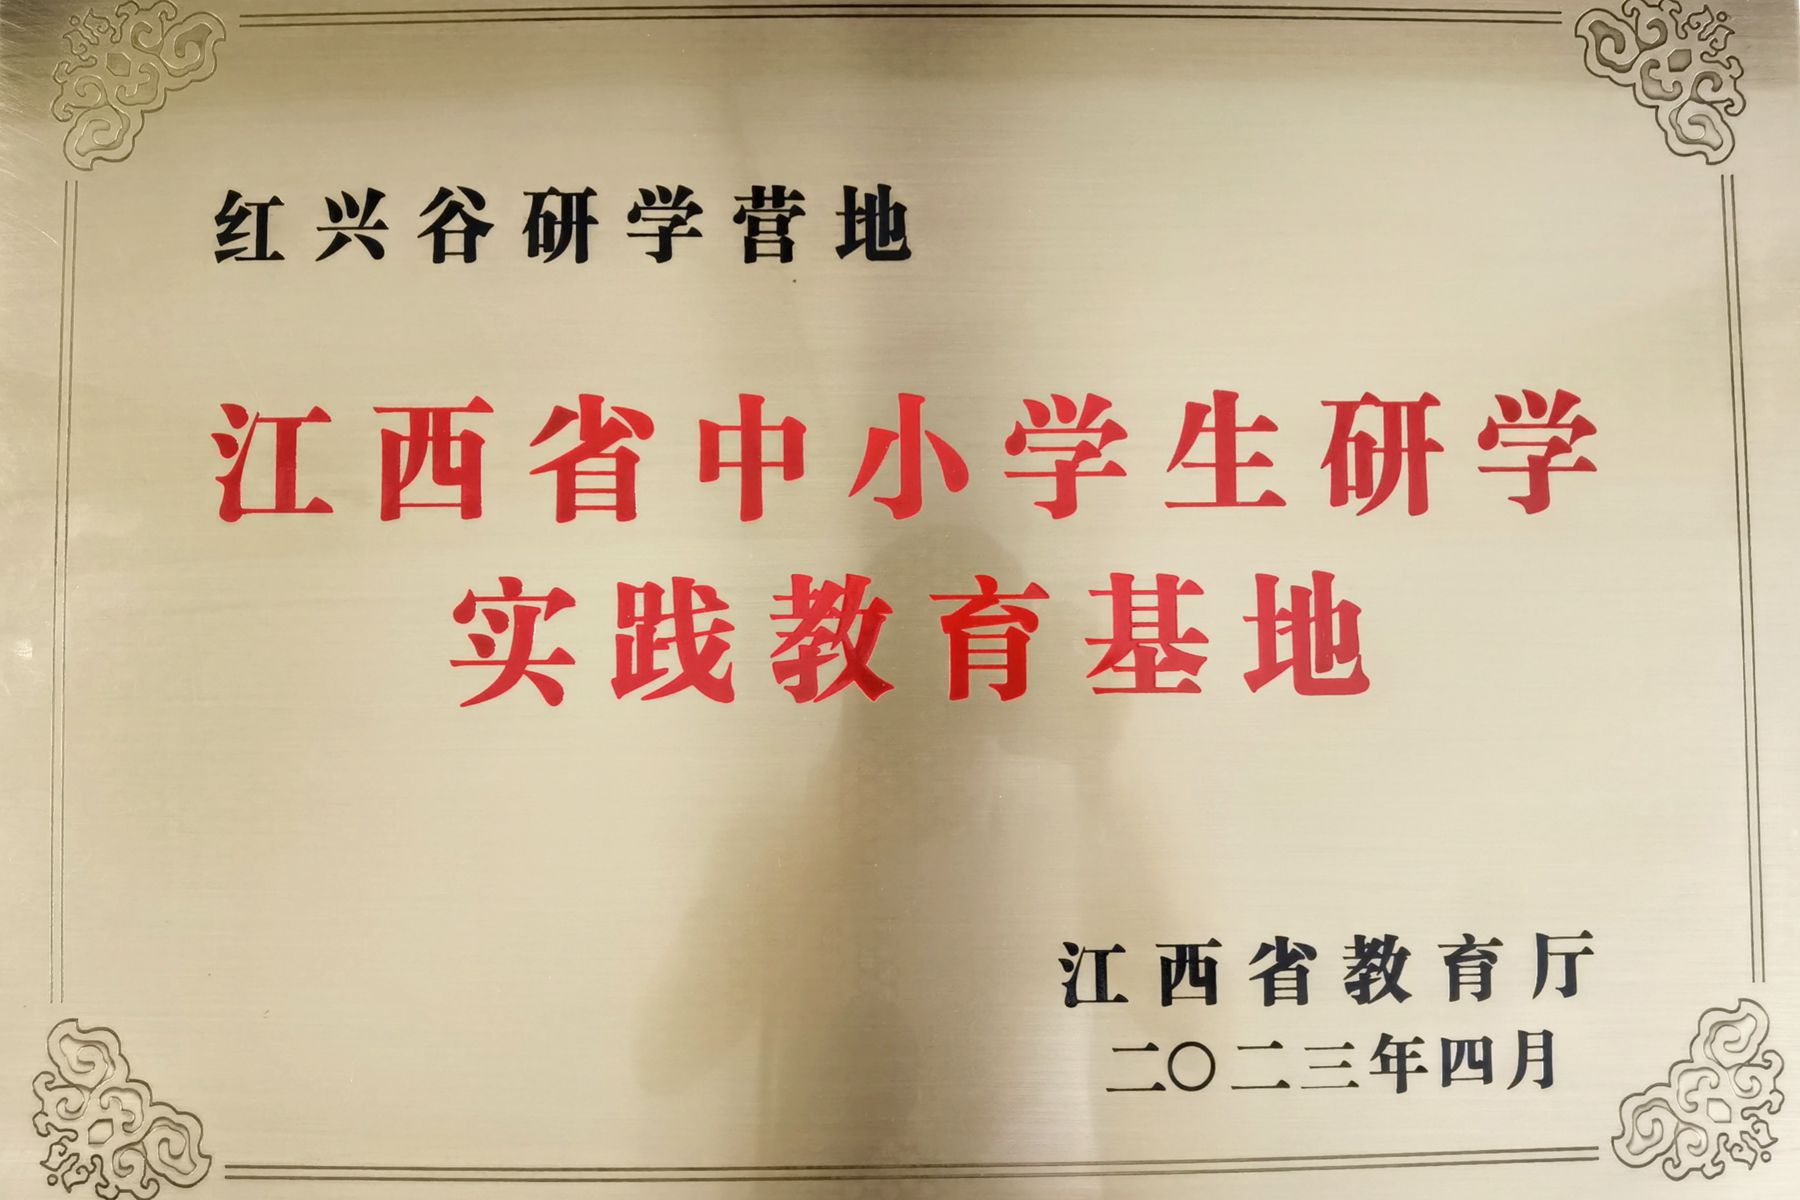 红兴谷研学营地
江西省中小学生研学
实践教育基地
江西省教育厅
二〇二三年四月